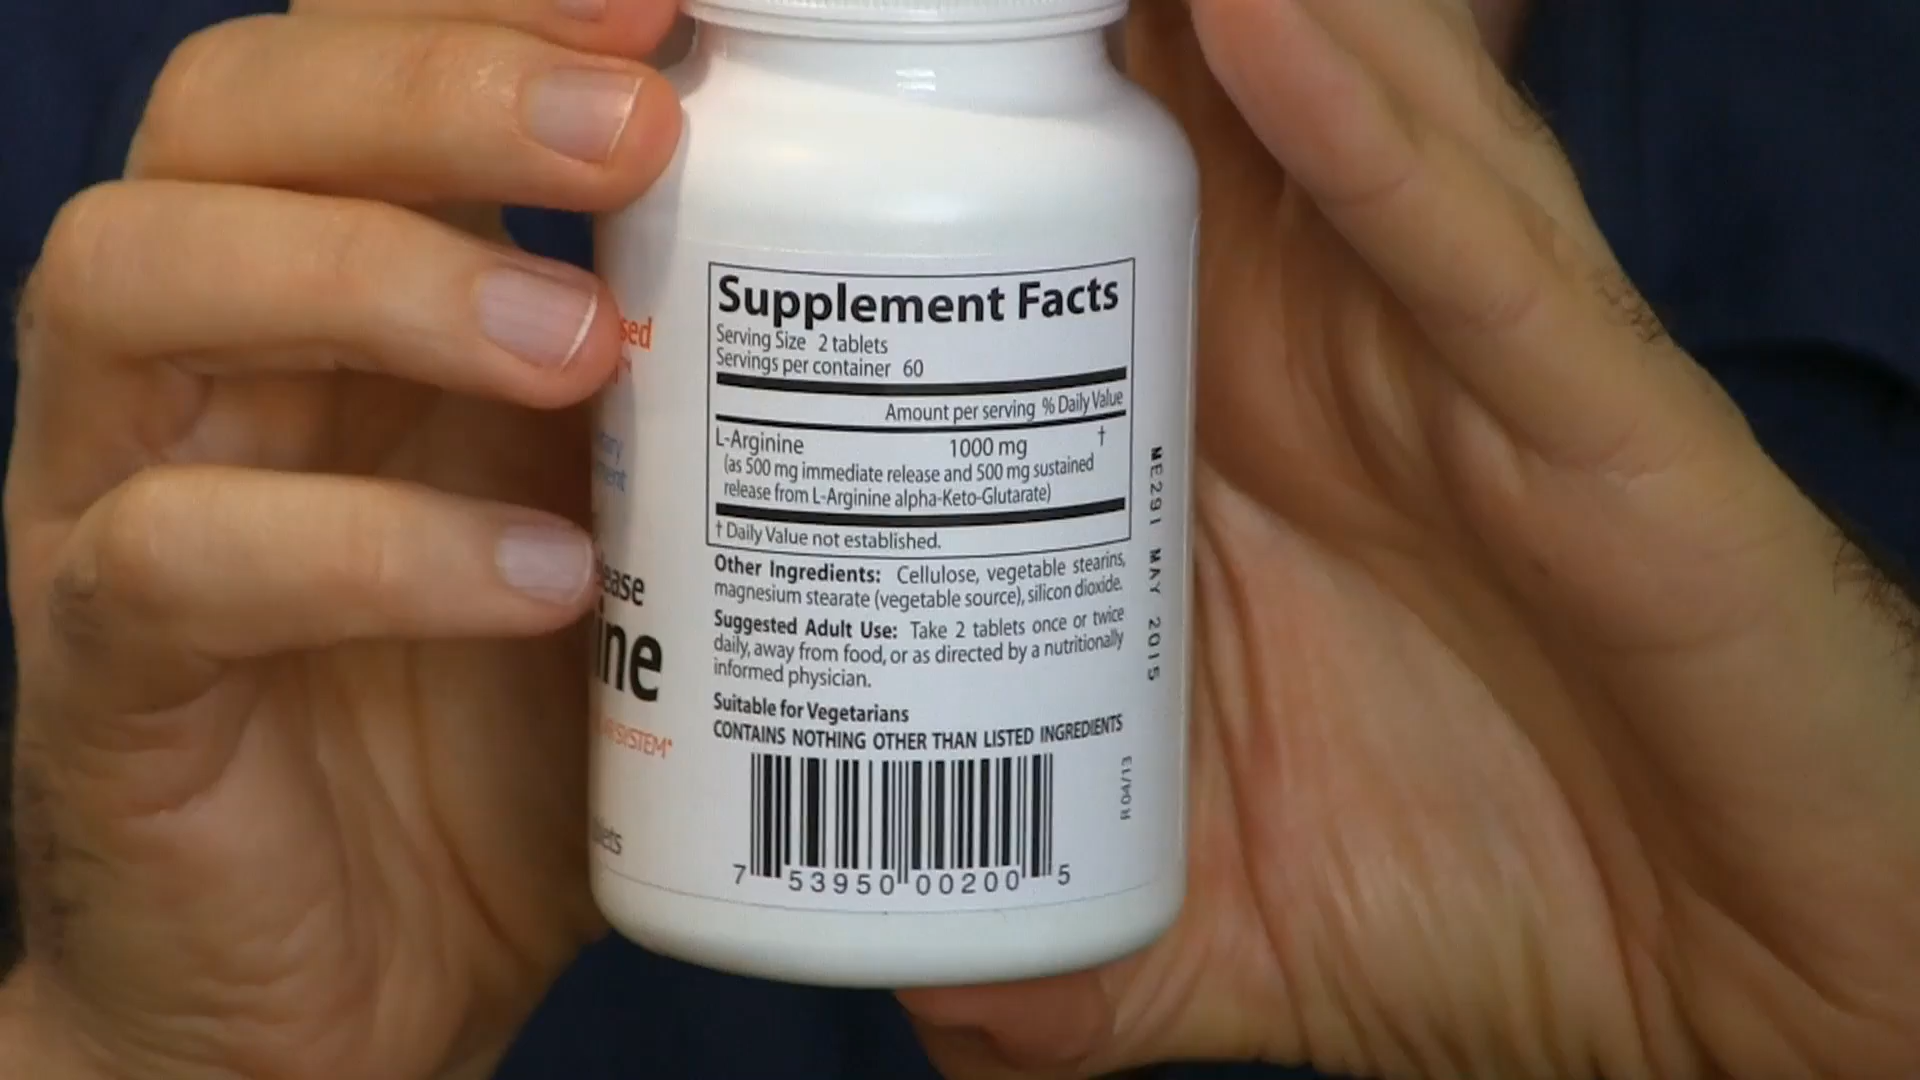 sed
ease
ine
SYSTEM*
Supplement Facts
Serving Size 2 tablets
Servings per container 60
Amount per serving % Daily Value
L-Arginine 1000 mg †
(as 500 mg immediate release and 500 mg sustained
release from L-Arginine alpha-Keto-Glutarate)
† Daily Value not established.
Other Ingredients: Cellulose, vegetable stearins,
magnesium stearate (vegetable source), silicon dioxide.
Suggested Adult Use: Take 2 tablets once or twice
daily, away from food, or as directed by a nutritionally
informed physician.
Suitable for Vegetarians
CONTAINS NOTHING OTHER THAN LISTED INGREDIENTS
7 53950 00200 5
ME291 MAY 2015
R04/13